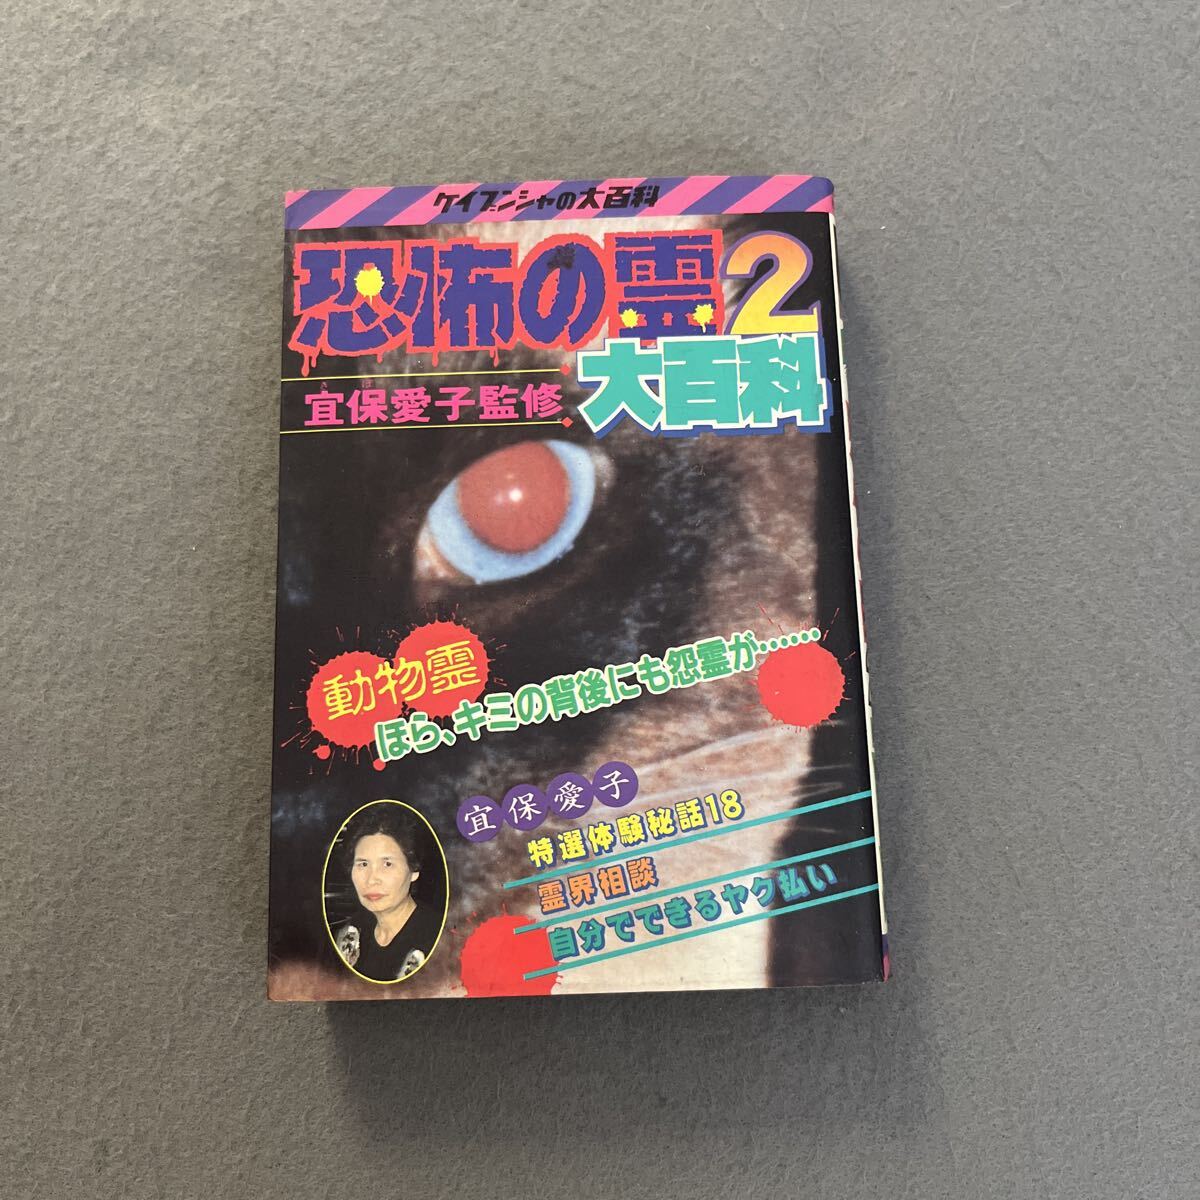 ケイブンシャの大百科
恐怖の霊2
大百科
ぎぼ
宜保愛子監修
動物霊
ほら、キミの背後にも怨霊が……
宜保愛子
特選体験秘話18
霊界相談
自分でできるヤク払い